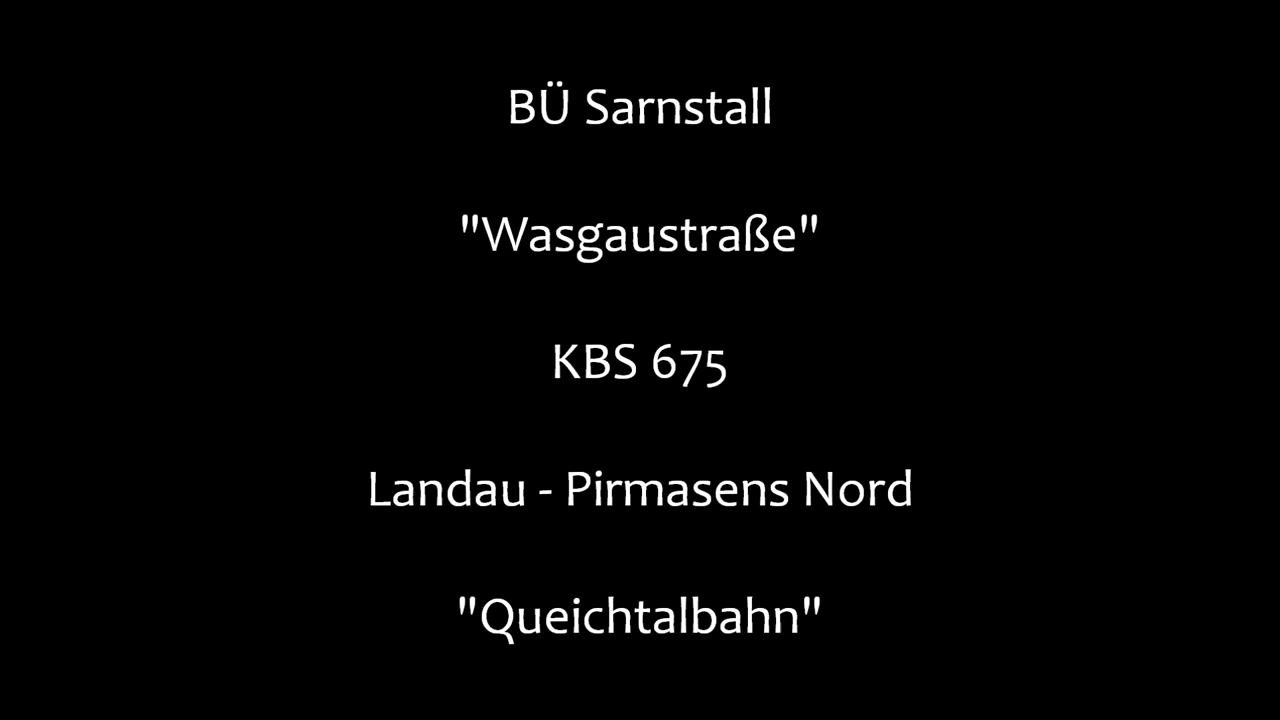 BÜ Sarnstall
"Wasgaustraße"
KBS 675
Landau - Pirmasens Nord
"Queichtalbahn"